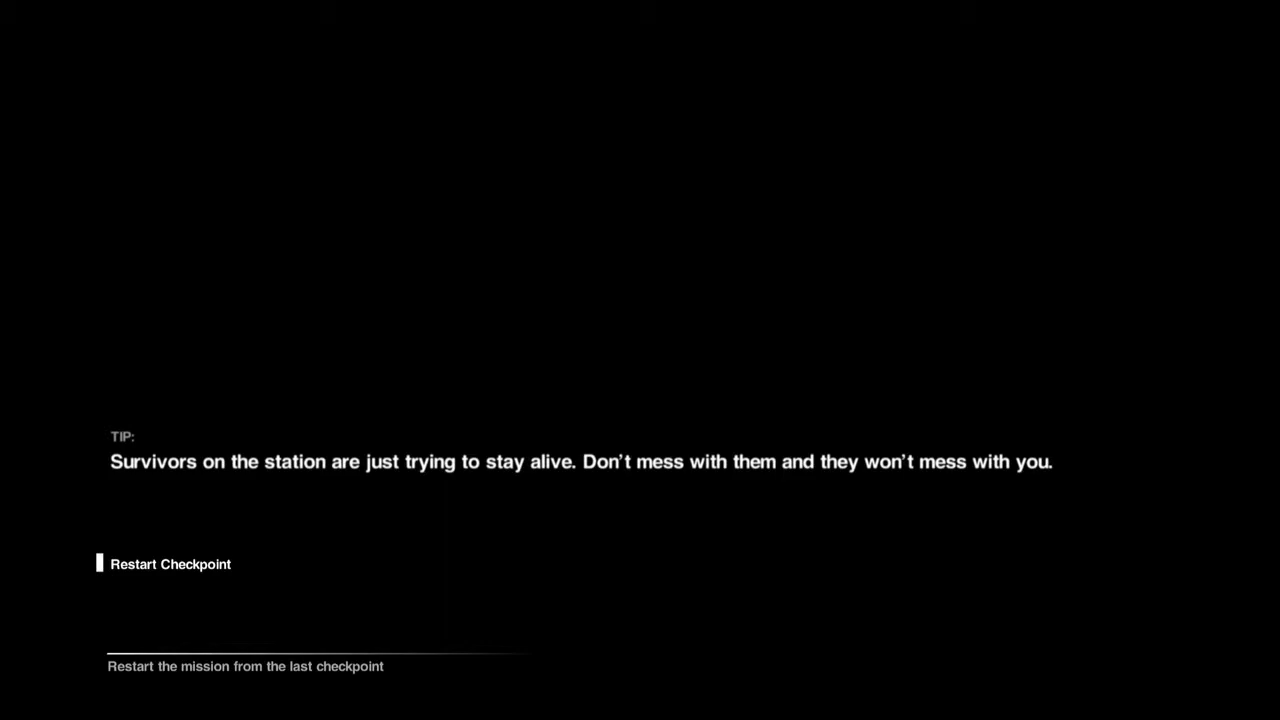 TIP:
Survivors on the station are just trying to stay alive. Don’t mess with them and they won’t mess with you.
Restart Checkpoint
Restart the mission from the last checkpoint